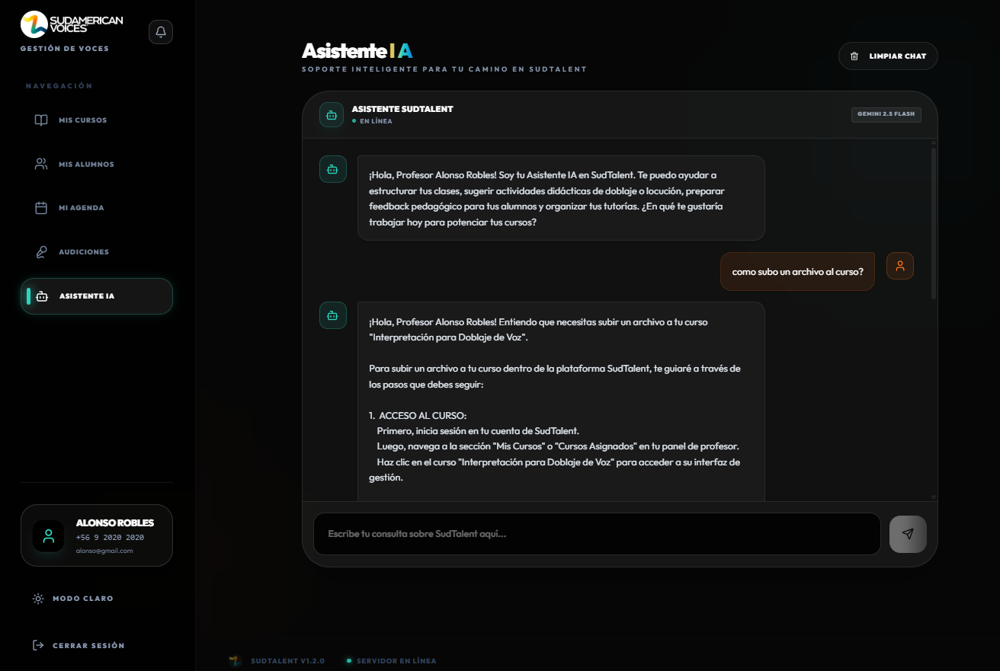 SUDAMERICAN
VOICES
GESTIÓN DE VOCES
NAVEGACIÓN
MIS CURSOS
MIS ALUMNOS
MI AGENDA
AUDICIONES
ASISTENTE IA
ALONSO ROBLES
+56 9 2020 2020
alonso@gmail.com
MODO CLARO
CERRAR SESIÓN
Asistente IA
SOPORTE INTELIGENTE PARA TU CAMINO EN SUDTALENT
LIMPIAR CHAT
ASISTENTE SUDTALENT
EN LÍNEA
GEMINI 2.5 FLASH
¡Hola, Profesor Alonso Robles! Soy tu Asistente IA en SudTalent. Te puedo ayudar a
estructurar tus clases, sugerir actividades didácticas de doblaje o locución, preparar
feedback pedagógico para tus alumnos y organizar tus tutorías. ¿En qué te gustaría
trabajar hoy para potenciar tus cursos?
como subo un archivo al curso?
¡Hola, Profesor Alonso Robles! Entiendo que necesitas subir un archivo a tu curso
"Interpretación para Doblaje de Voz".
Para subir un archivo a tu curso dentro de la plataforma SudTalent, te guiaré a través de
los pasos que debes seguir:
1. ACCESO AL CURSO:
Primero, inicia sesión en tu cuenta de SudTalent.
Luego, navega a la sección "Mis Cursos" o "Cursos Asignados" en tu panel de profesor.
Haz clic en el curso "Interpretación para Doblaje de Voz" para acceder a su interfaz de
gestión.
Escribe tu consulta sobre SudTalent aquí...
SUDTALENT V1.2.0
SERVIDOR EN LÍNEA